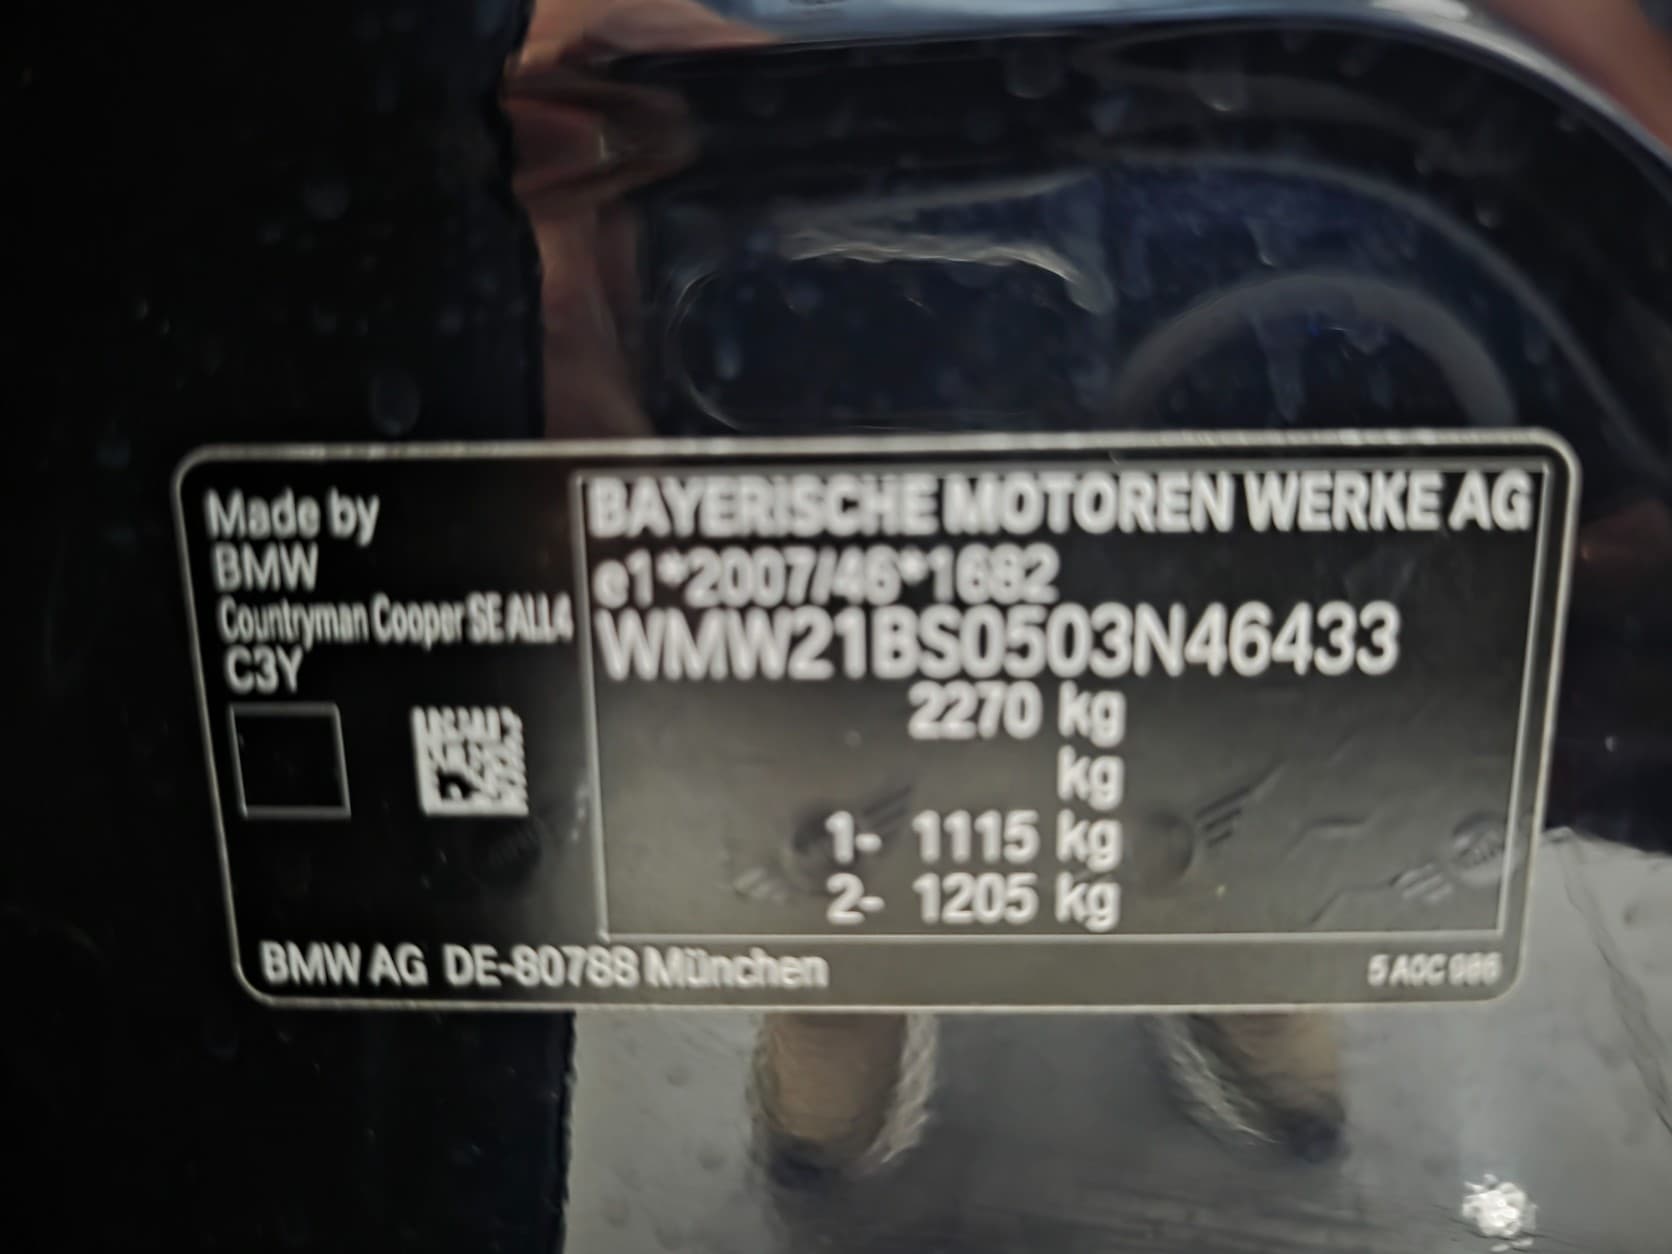 Made by
BMW
Countryman Cooper SE ALL4
C3Y
BAYERISCHE MOTOREN WERKE AG
e1*2007/46*1682
WMW21BS0503N46433
2270 kg
kg
1- 1115 kg
2- 1205 kg
BMW AG DE-80788 München
5 A0C